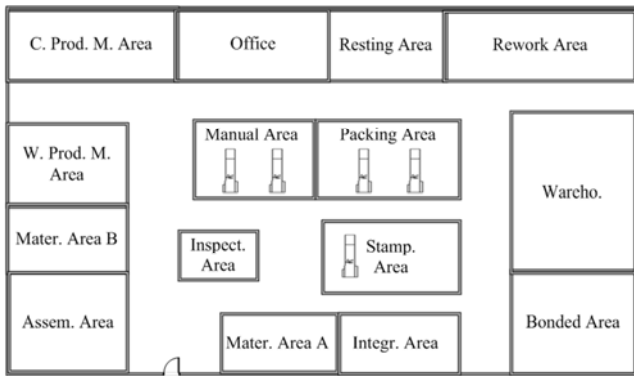 C. Prod. M. Area
Office
Resting Area
Rework Area
Manual Area
Packing Area
W. Prod. M.
Area
Wareho.
Mater. Area B
Inspect.
Area
Stamp.
Area
Assem. Area
Mater. Area A
Integr. Area
Bonded Area